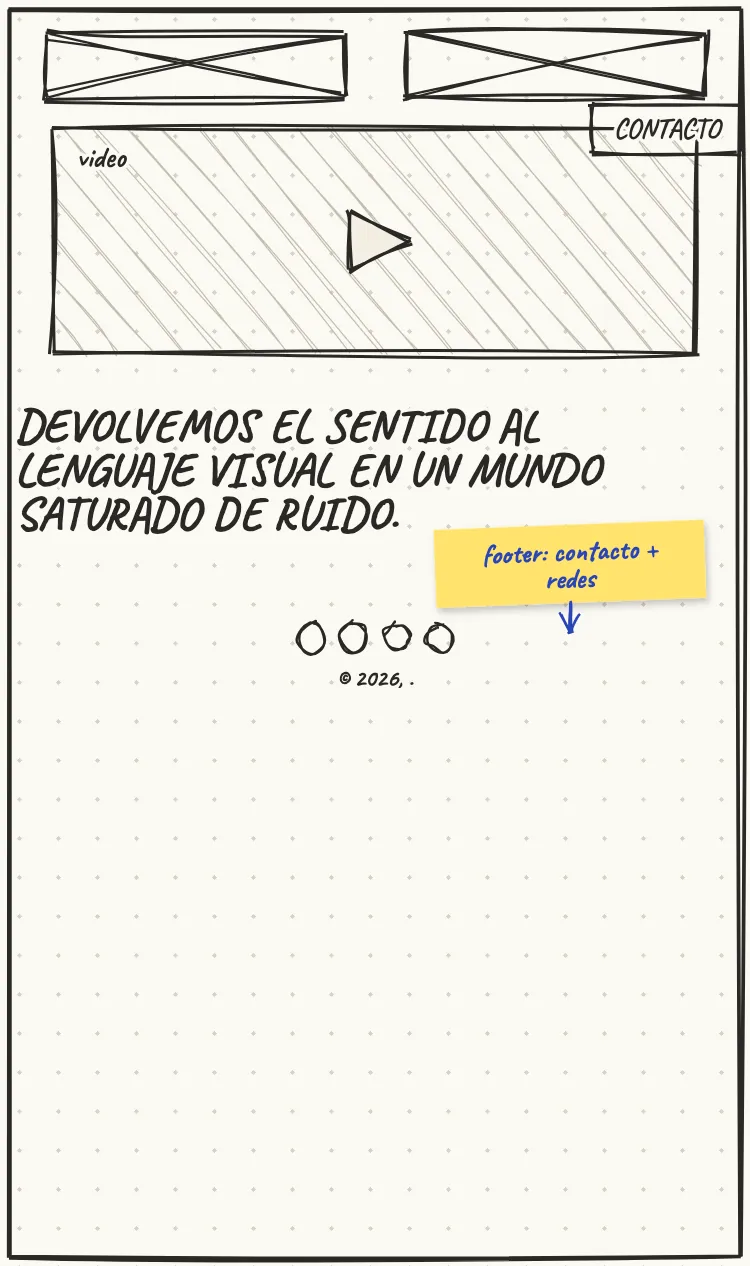 CONTACTO
video
DEVOLVEMOS EL SENTIDO AL
LENGUAJE VISUAL EN UN MUNDO
SATURADO DE RUIDO.
footer: contacto +
redes
© 2026, .